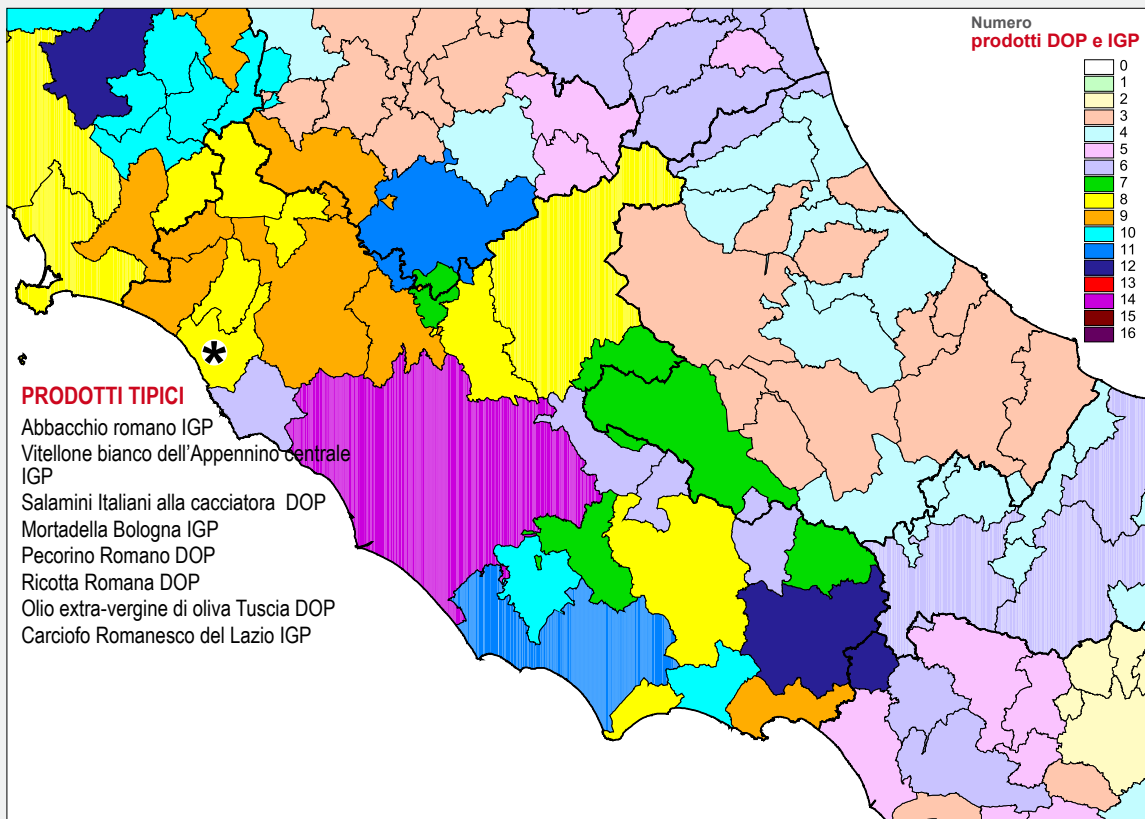 Numero
prodotti DOP e IGP
0
1
2
3
4
5
6
7
8
9
10
11
12
13
14
15
16
*
PRODOTTI TIPICI
Abbacchio romano IGP
Vitellone bianco dell'Appennino centrale
IGP
Salamini Italiani alla cacciatora DOP
Mortadella Bologna IGP
Pecorino Romano DOP
Ricotta Romana DOP
Olio extra-vergine di oliva Tuscia DOP
Carciofo Romanesco del Lazio IGP